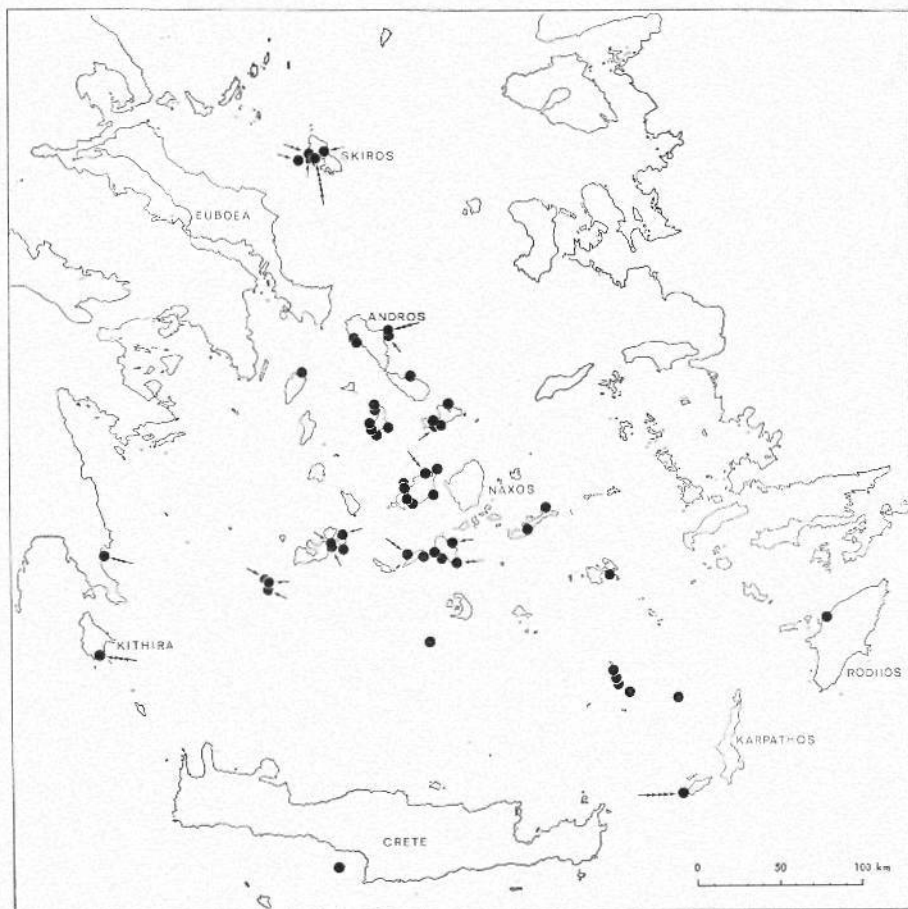 SKIROS
EUBOEA
ANDROS
NAXOS
KITHIRA
RODHOS
KARPATHOS
CRETE
0 50 100 km